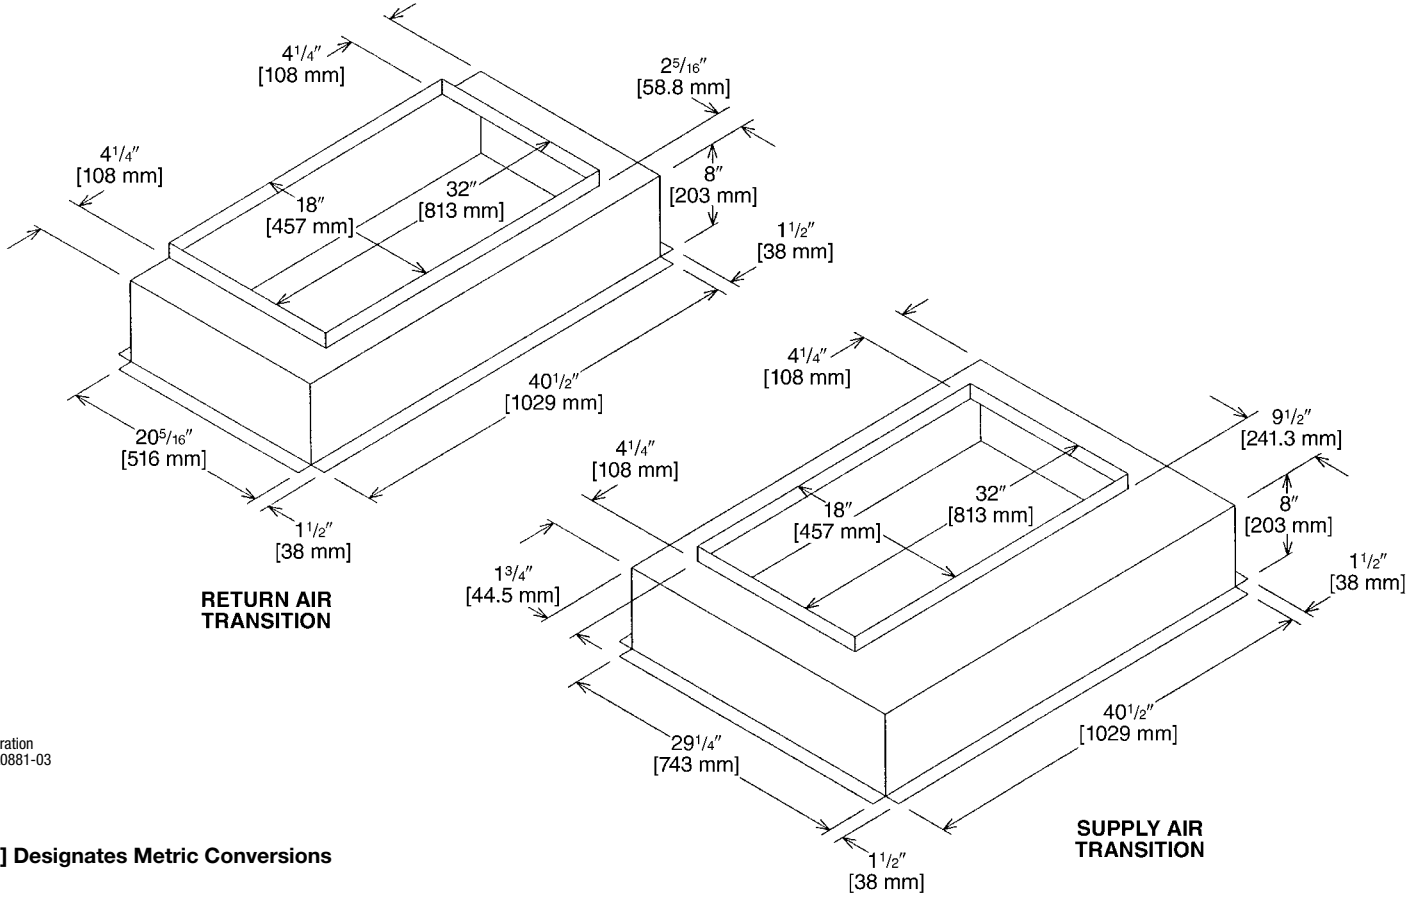 4 1/4″
[108 mm]
2 5/16″
[58.8 mm]
4 1/4″
[108 mm]
8″
[203 mm]
32″
[813 mm]
18″
[457 mm]
1 1/2″
[38 mm]
40 1/2″
[1029 mm]
20 5/16″
[516 mm]
1 1/2″
[38 mm]
RETURN AIR
TRANSITION
4 1/4″
[108 mm]
9 1/2″
[241.3 mm]
4 1/4″
[108 mm]
32″
[813 mm]
18″
[457 mm]
8″
[203 mm]
1 1/2″
[38 mm]
1 3/4″
[44.5 mm]
40 1/2″
[1029 mm]
29 1/4″
[743 mm]
1 1/2″
[38 mm]
SUPPLY AIR
TRANSITION
ration
0881-03
] Designates Metric Conversions